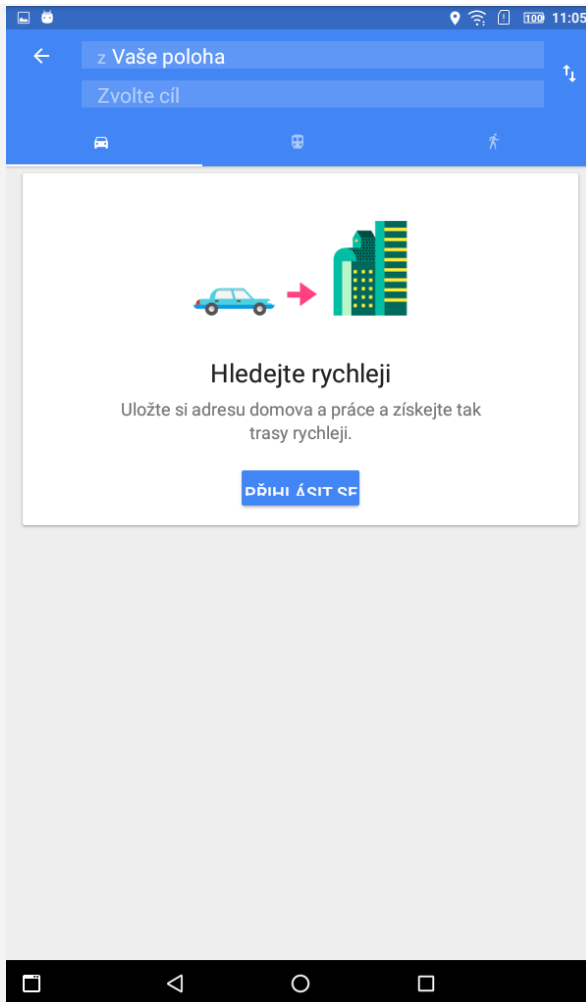 100 11:05
z Vaše poloha
Zvolte cíl
Hledejte rychleji
Uložte si adresu domova a práce a získejte tak
trasy rychleji.
PŘIHLÁSIT SE